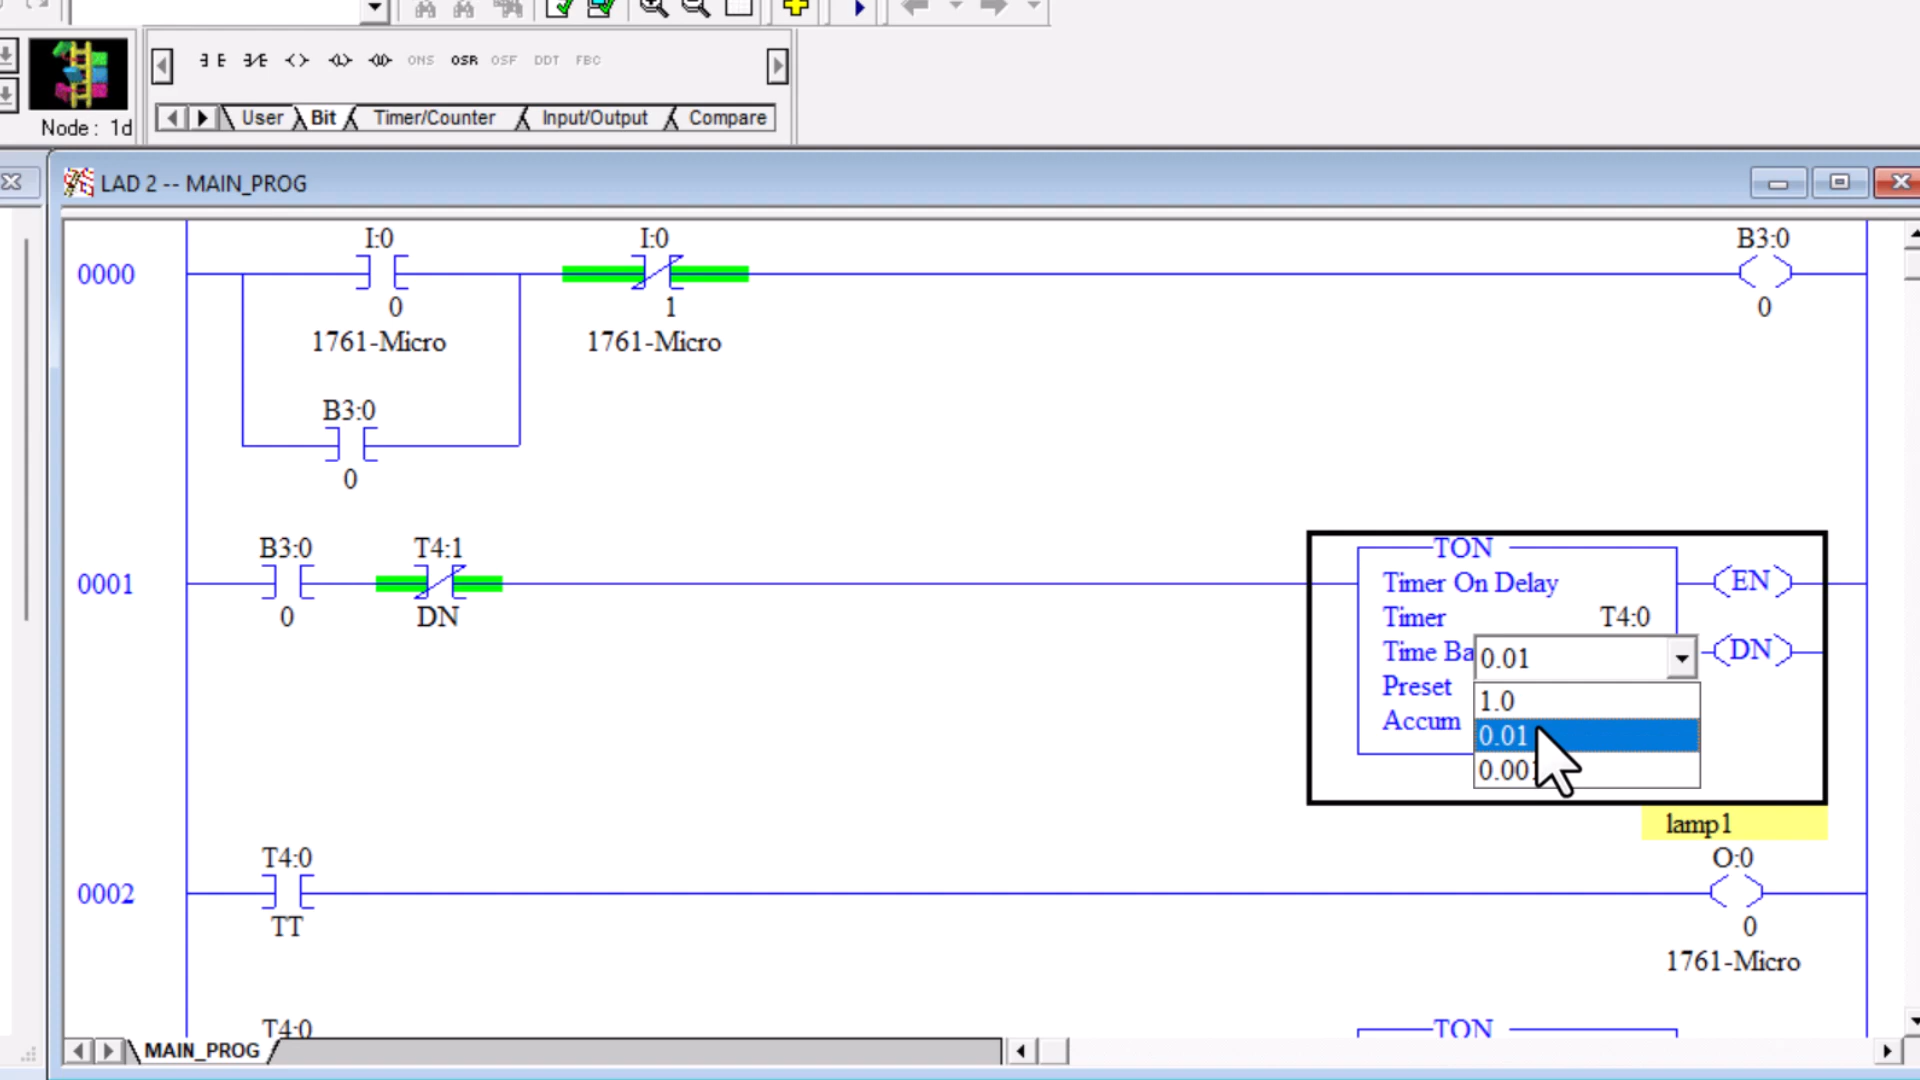 ONS OSR OSF DDT FBC
Node : 1d
User Bit Timer/Counter Input/Output Compare
LAD 2 -- MAIN_PROG
I:0 I:0 B3:0
0000
0 1 0
1761-Micro 1761-Micro
B3:0
0
B3:0 T4:1 TON
0001 Timer On Delay EN
0 DN Timer T4:0
Time Ba 0.01 DN
Preset 1.0
Accum 0.01
0.001
lamp1
T4:0 O:0
0002
TT 0
1761-Micro
T4:0 TON
MAIN_PROG